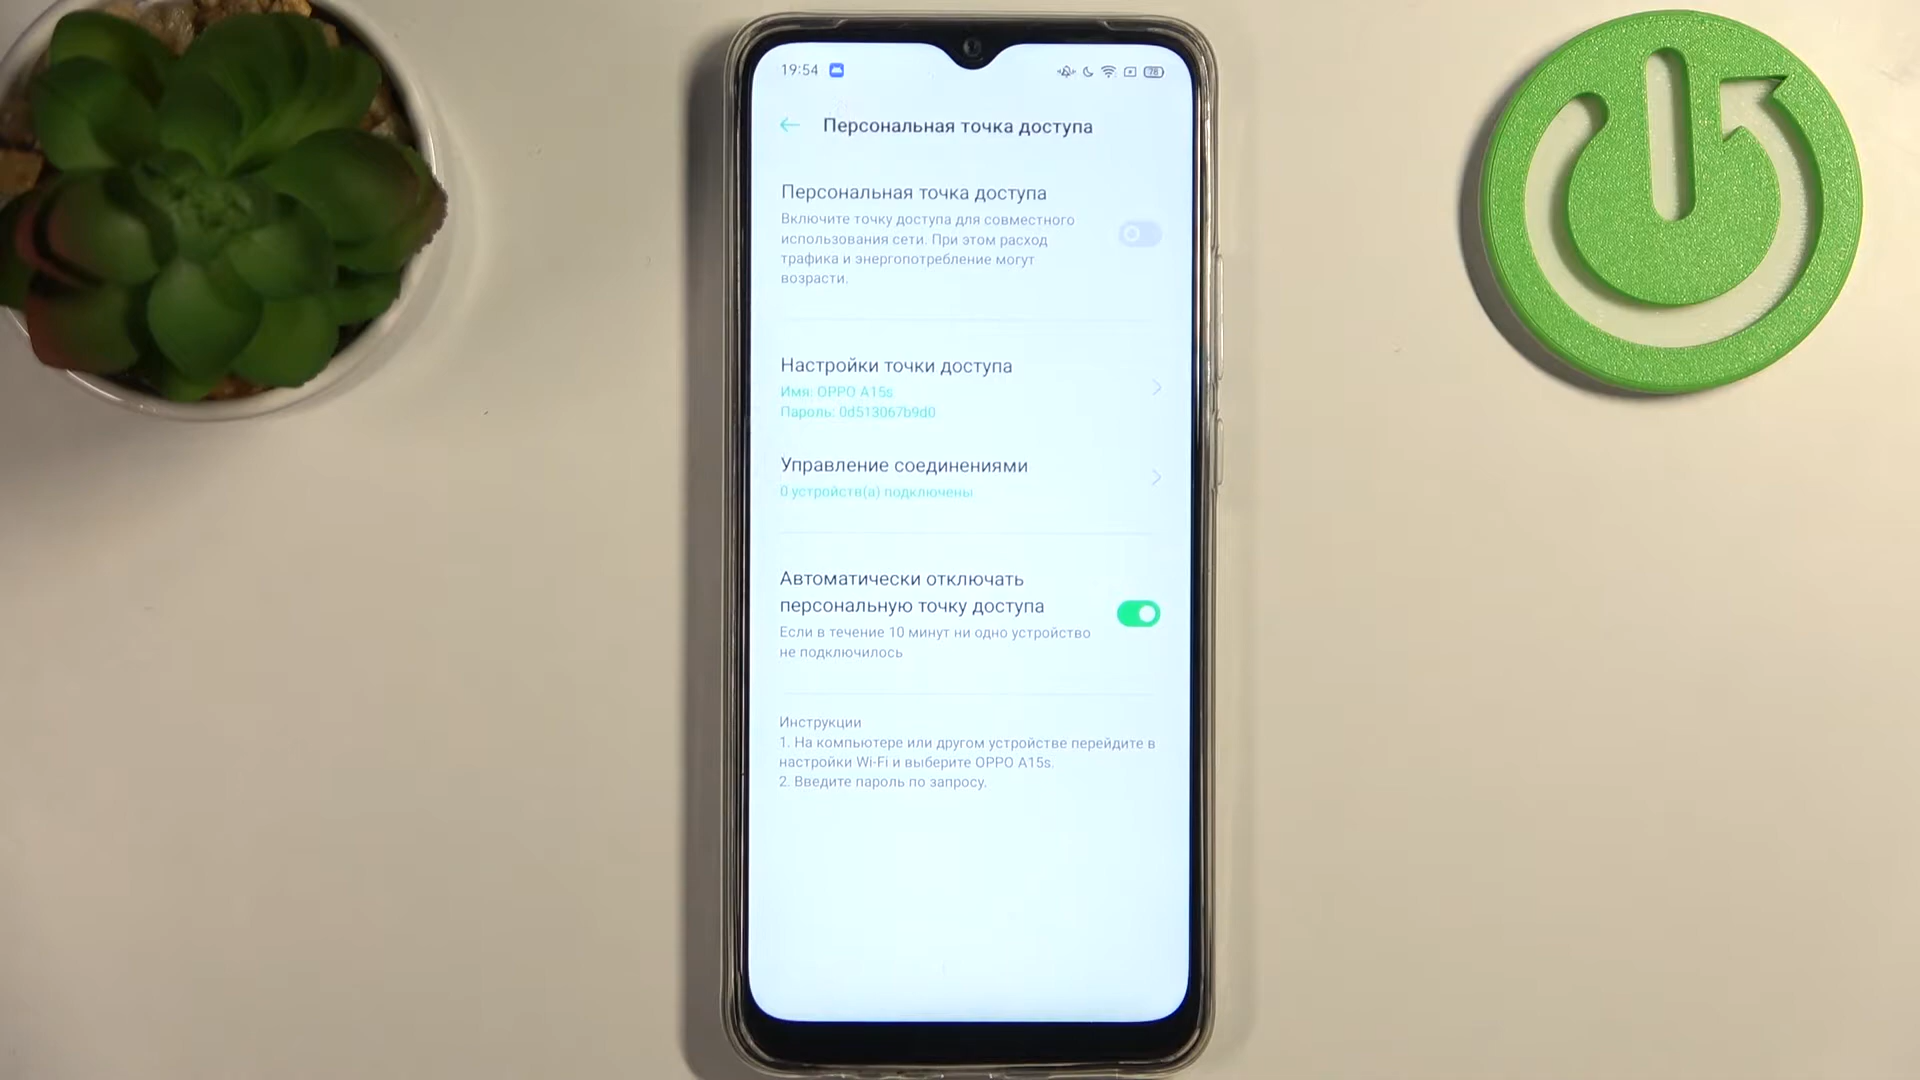 19:54
78
Персональная точка доступа
Персональная точка доступа
Включите точку доступа для совместного
использования сети. При этом расход
трафика и энергопотребление могут
возрасти.
Настройки точки доступа
Имя: OPPO A15s
Пароль: 0d513067b9d0
Управление соединениями
0 устройств(а) подключены
Автоматически отключать
персональную точку доступа
Если в течение 10 минут ни одно устройство
не подключилось
Инструкции
1. На компьютере или другом устройстве перейдите в
настройки Wi-Fi и выберите OPPO A15s.
2. Введите пароль по запросу.